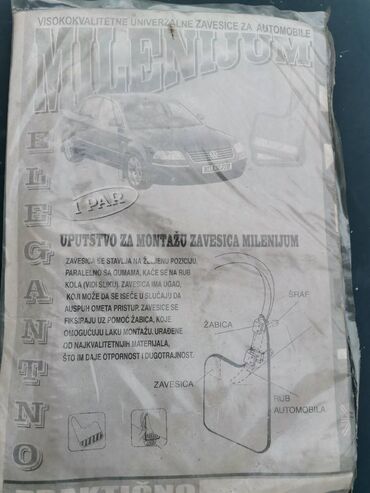 VISOKOKVALITETNE UNIVERZALNE ZAVESICE ZA AUTOMOBILE
MILENIJUM
ELEGANTNO
1 PAR
UPUTSTVO ZA MONTAŽU ZAVESICA MILENIJUM
ZAVESICA SE STAVLJA NA ŽELJENU POZICIJU,
PARALELNO SA GUMAMA, KAČE SE NA RUB
KOLA (VIDI SLIKU). ZAVESICA IMA UGAO,
KOJI MOŽE DA SE ISEČE U SLUČAJU DA
AUSPUH OMETA PRISTUP. ZAVESICE SE
FIKSIRAJU UZ POMOĆ ŽABICA, KOJE
OMOGUĆUJU LAKU MONTAŽU. URAĐENE
OD NAJKVALITETNIJIH MATERIJALA,
ŠTO IM DAJE OTPORNOST I DUGOTRAJNOST.
ŠRAF
ŽABICA
ZAVESICA
RUB
AUTOMOBILA
PRAKTIČNO